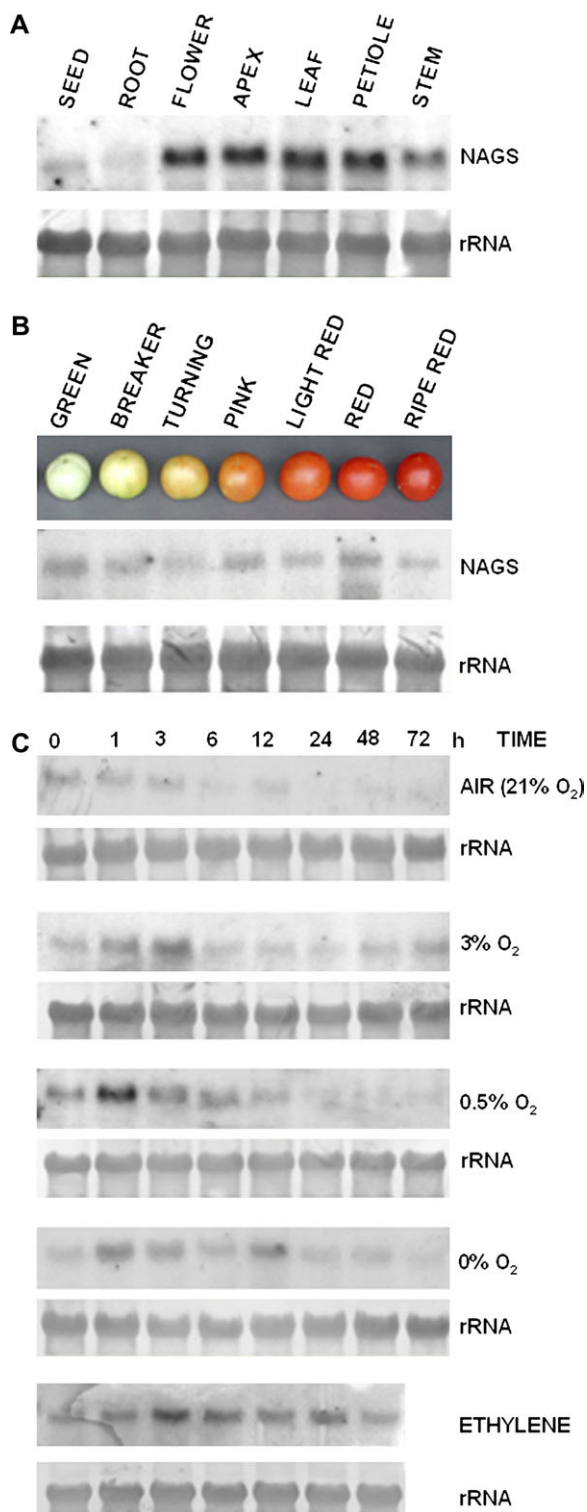 A
SEED ROOT FLOWER APEX LEAF PETIOLE STEM
NAGS
rRNA
B
GREEN BREAKER TURNING PINK LIGHT RED RED RIPE RED
NAGS
rRNA
C 0 1 3 6 12 24 48 72 h TIME
AIR (21% O₂)
rRNA
3% O₂
rRNA
0.5% O₂
rRNA
0% O₂
rRNA
ETHYLENE
rRNA